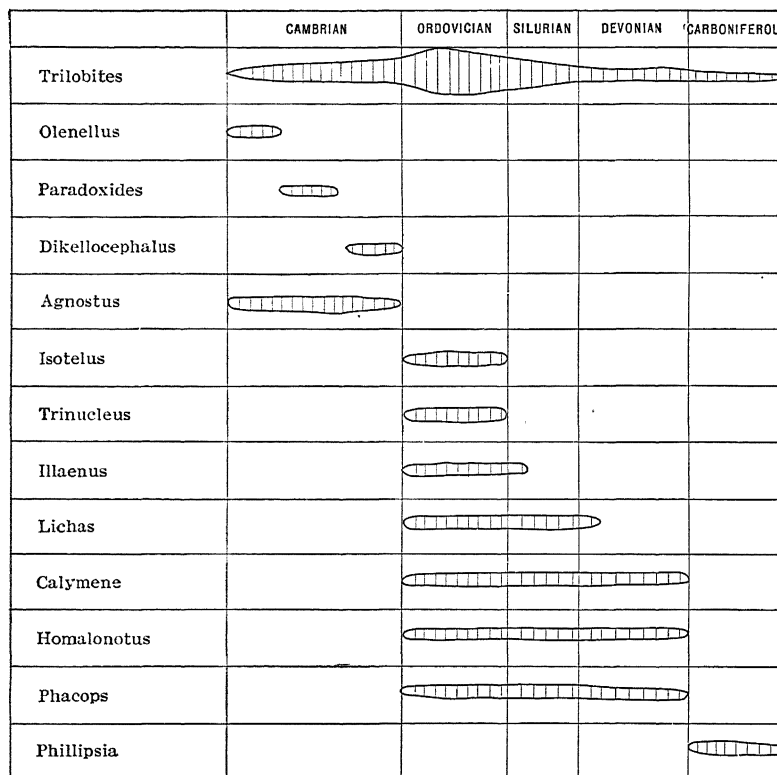 CAMBRIAN ORDOVICIAN SILURIAN DEVONIAN CARBONIFEROU
Trilobites
Olenellus
Paradoxides
Dikellocephalus
Agnostus
Isotelus
Trinucleus
Illaenus
Lichas
Calymene
Homalonotus
Phacops
Phillipsia